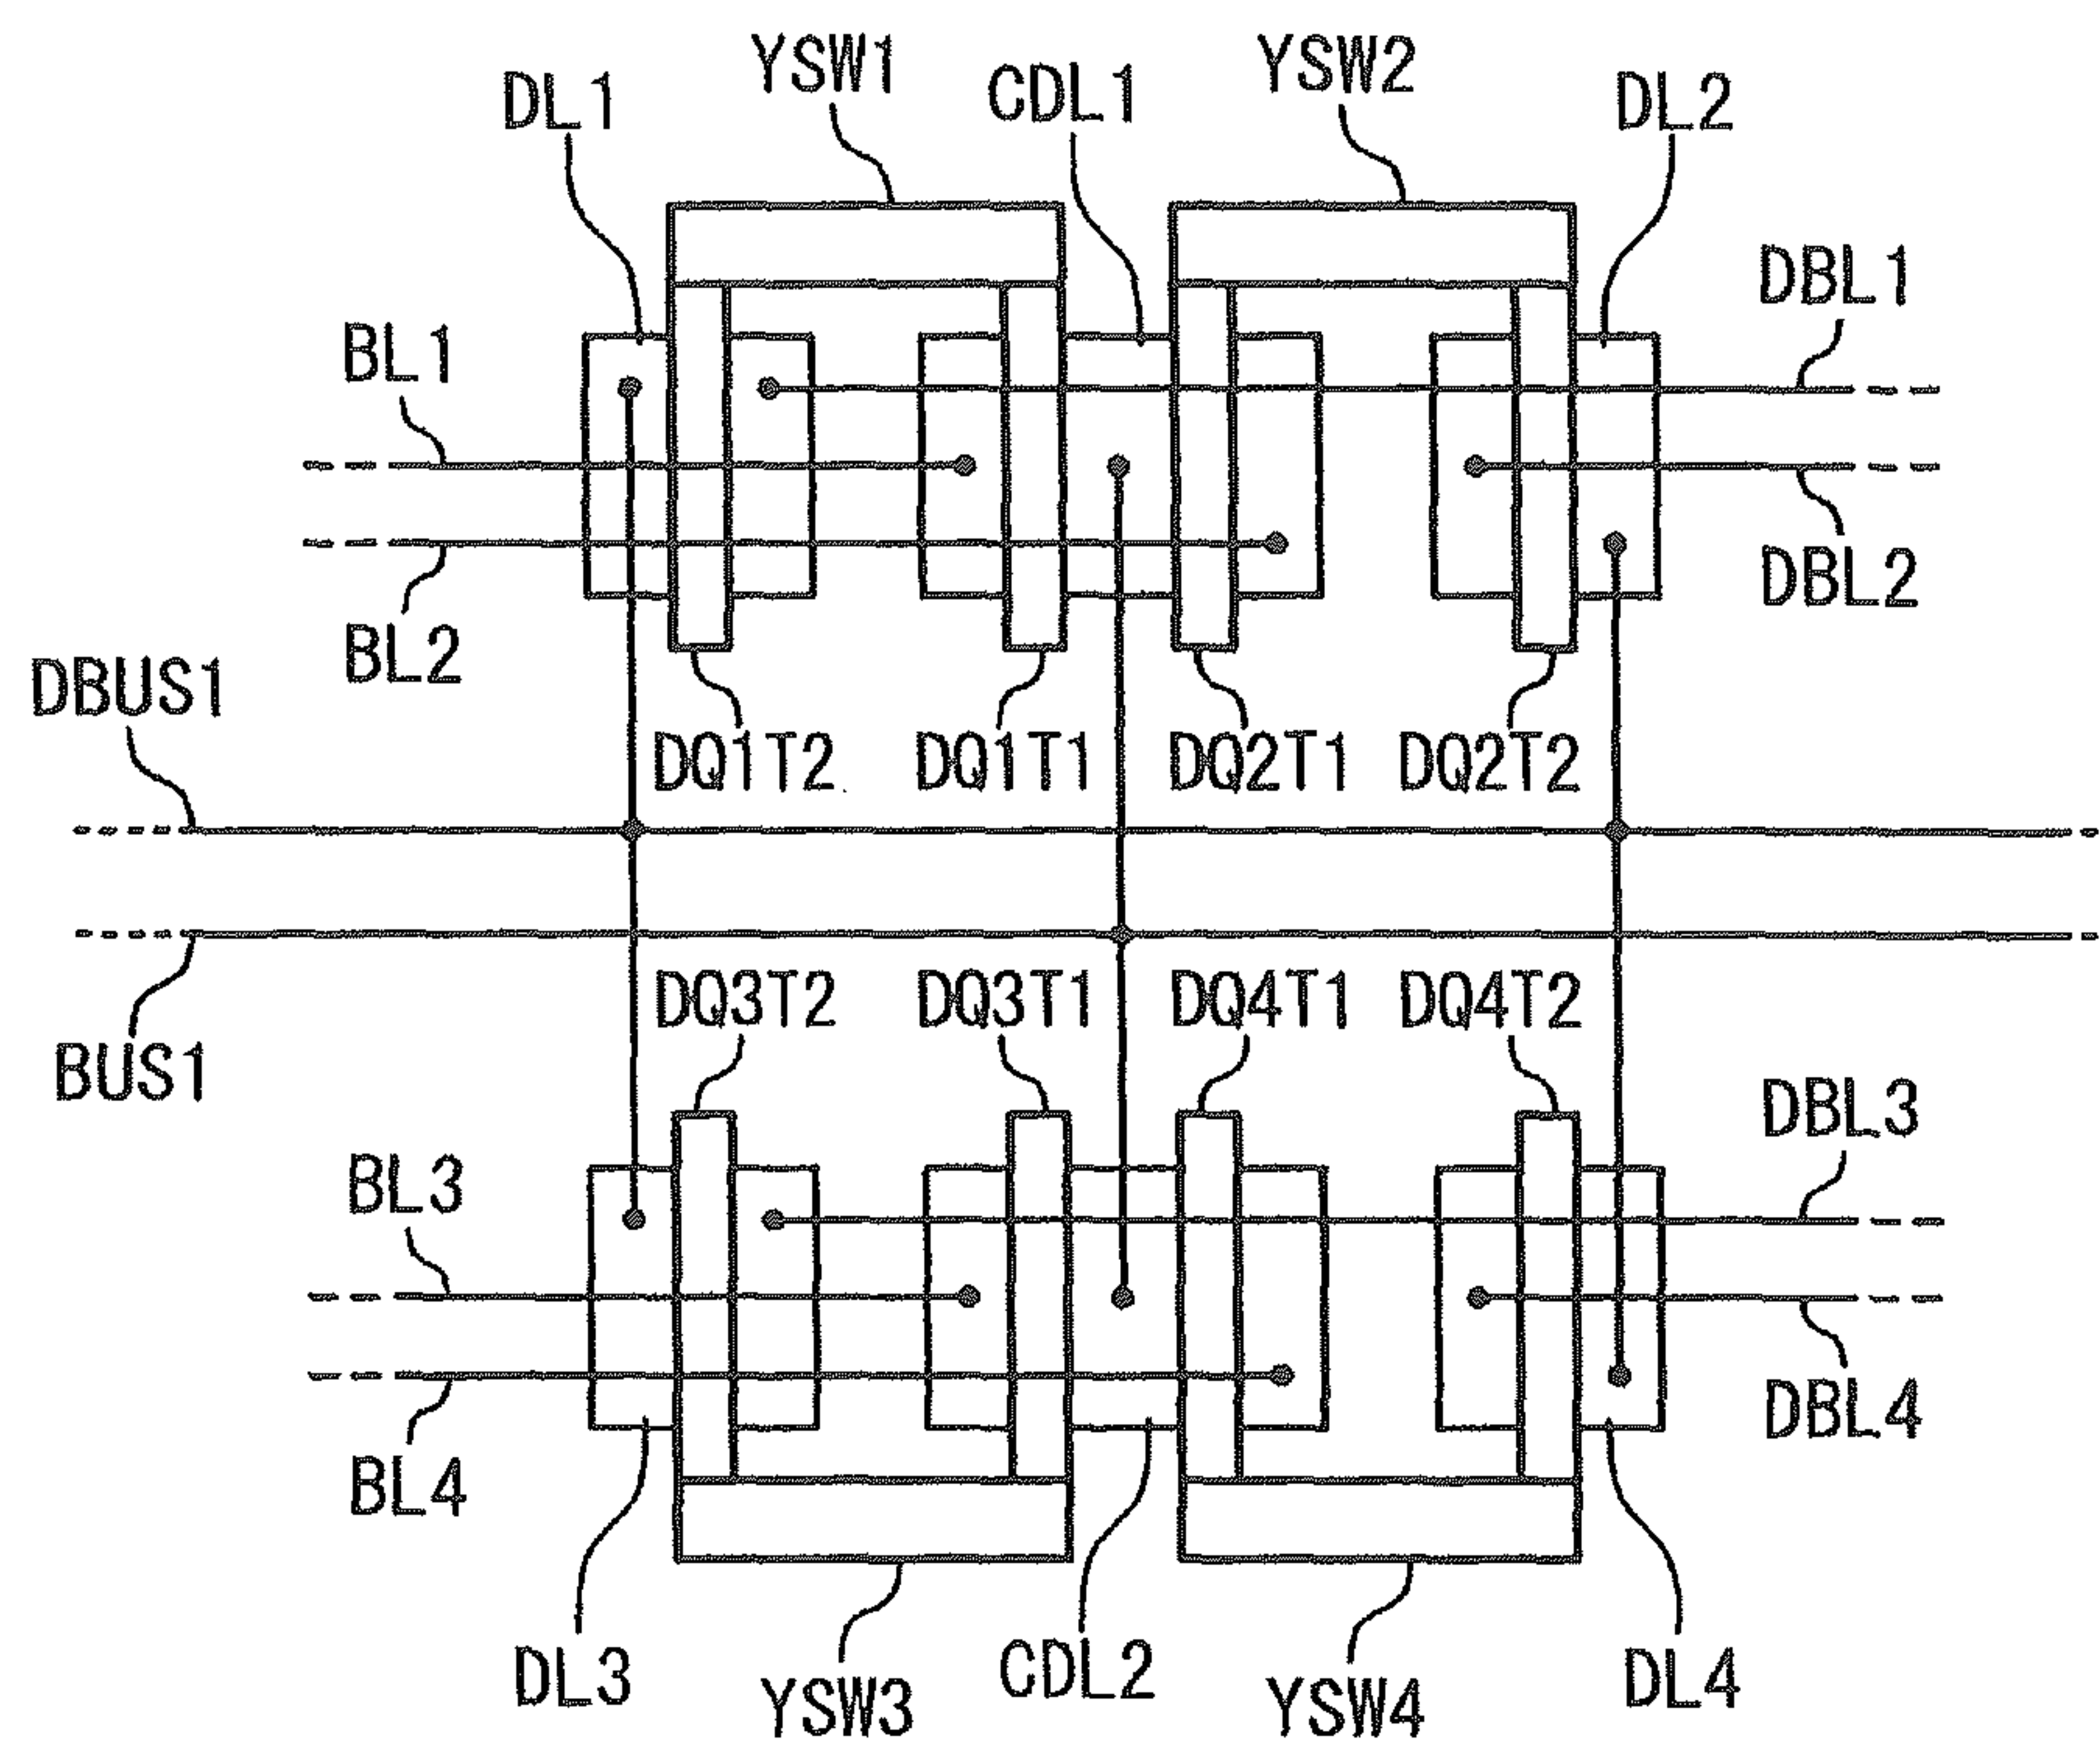 YSW1
YSW2
DL1
CDL1
DL2
DBL1
BL1
DBL2
BL2
DBUS1
DQ1T2
DQ1T1
DQ2T1
DQ2T2
DQ3T2
DQ3T1
DQ4T1
DQ4T2
BUS1
DBL3
BL3
DBL4
BL4
DL3
CDL2
DL4
YSW3
YSW4